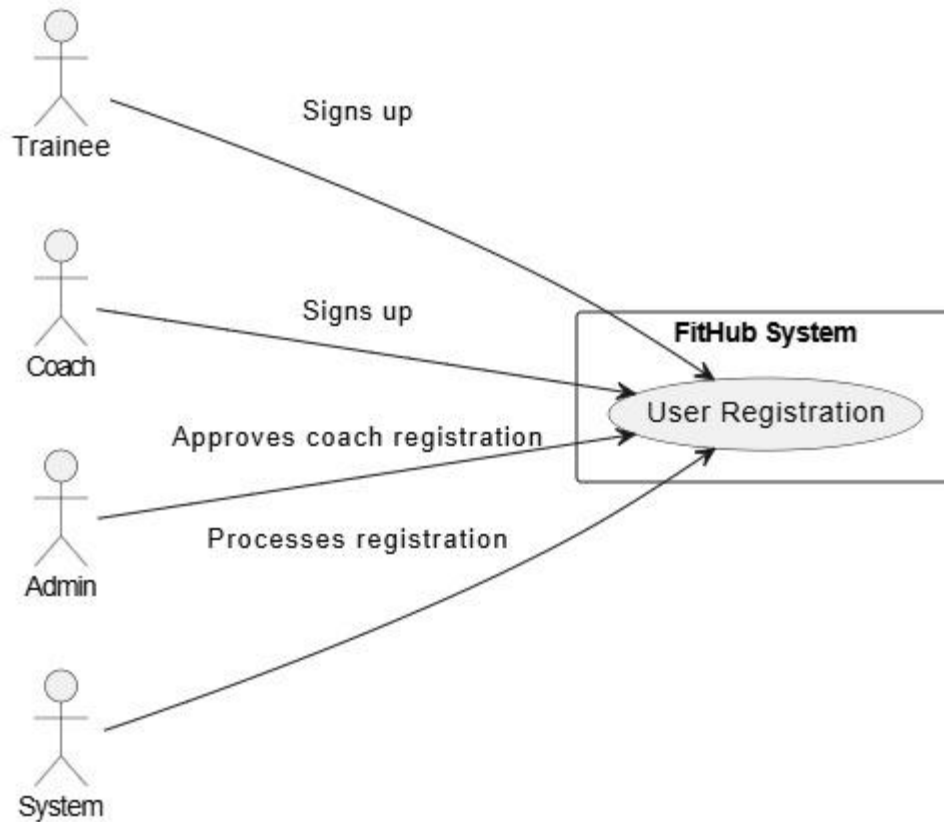 Trainee
Signs up
Coach
Signs up
FitHub System
User Registration
Admin
Approves coach registration
System
Processes registration